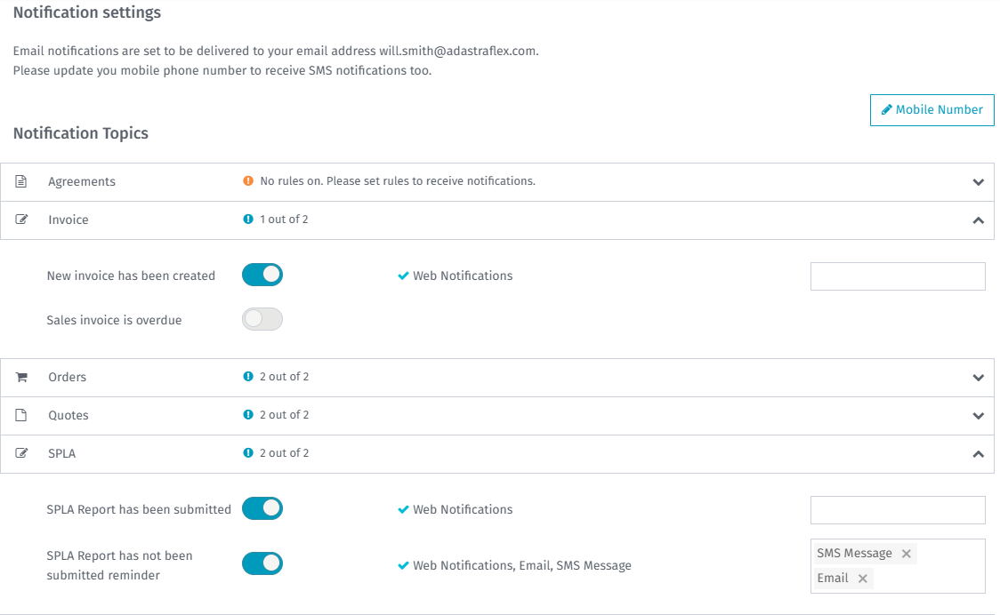 Notification settings
Email notifications are set to be delivered to your email address will.smith@adastraflex.com.
Please update you mobile phone number to receive SMS notifications too.
Mobile Number
Notification Topics
Agreements No rules on. Please set rules to receive notifications.
Invoice 1 out of 2
New invoice has been created Web Notifications
Sales invoice is overdue
Orders 2 out of 2
Quotes 2 out of 2
SPLA 2 out of 2
SPLA Report has been submitted Web Notifications
SPLA Report has not been
submitted reminder
Web Notifications, Email, SMS Message
SMS Message
Email